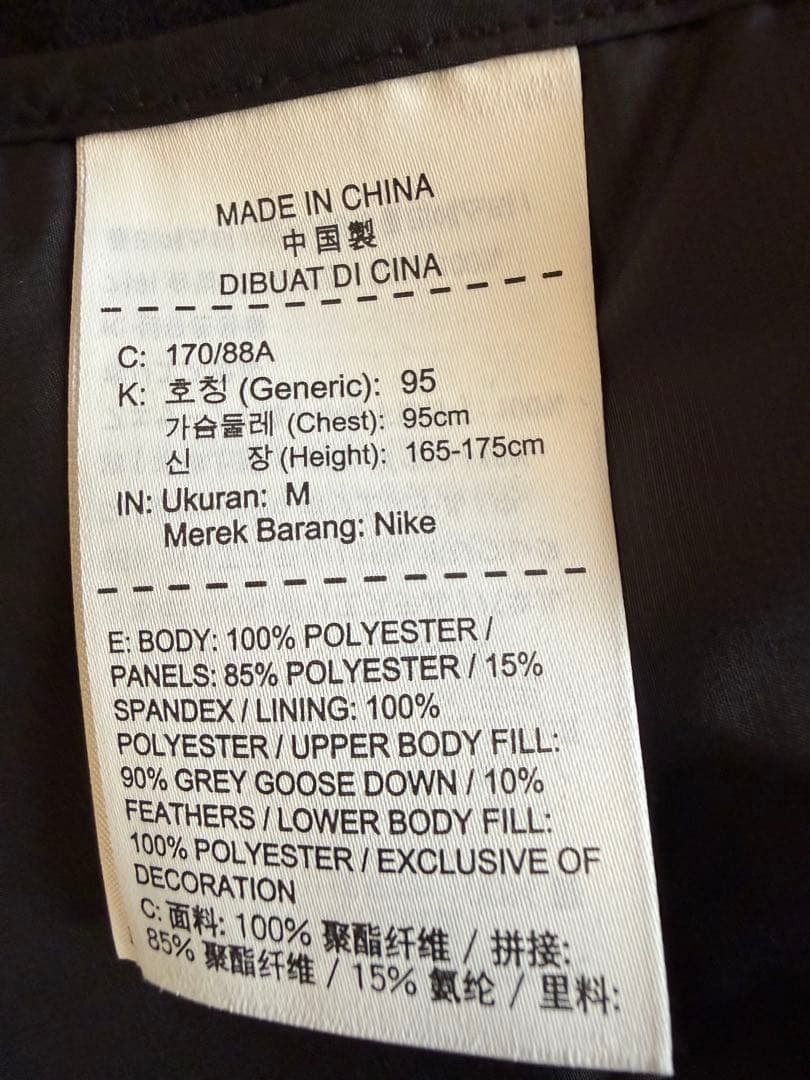 MADE IN CHINA
中国製
DIBUAT DI CINA
C: 170/88A
K: 호칭 (Generic): 95
가슴둘레 (Chest): 95cm
신 장 (Height): 165-175cm
IN: Ukuran: M
Merek Barang: Nike
E: BODY: 100% POLYESTER /
PANELS: 85% POLYESTER / 15%
SPANDEX / LINING: 100%
POLYESTER / UPPER BODY FILL:
90% GREY GOOSE DOWN / 10%
FEATHERS / LOWER BODY FILL:
100% POLYESTER / EXCLUSIVE OF
DECORATION
C: 面料: 100% 聚酯纤维 / 拼接:
85% 聚酯纤维 / 15% 氨纶 / 里料: